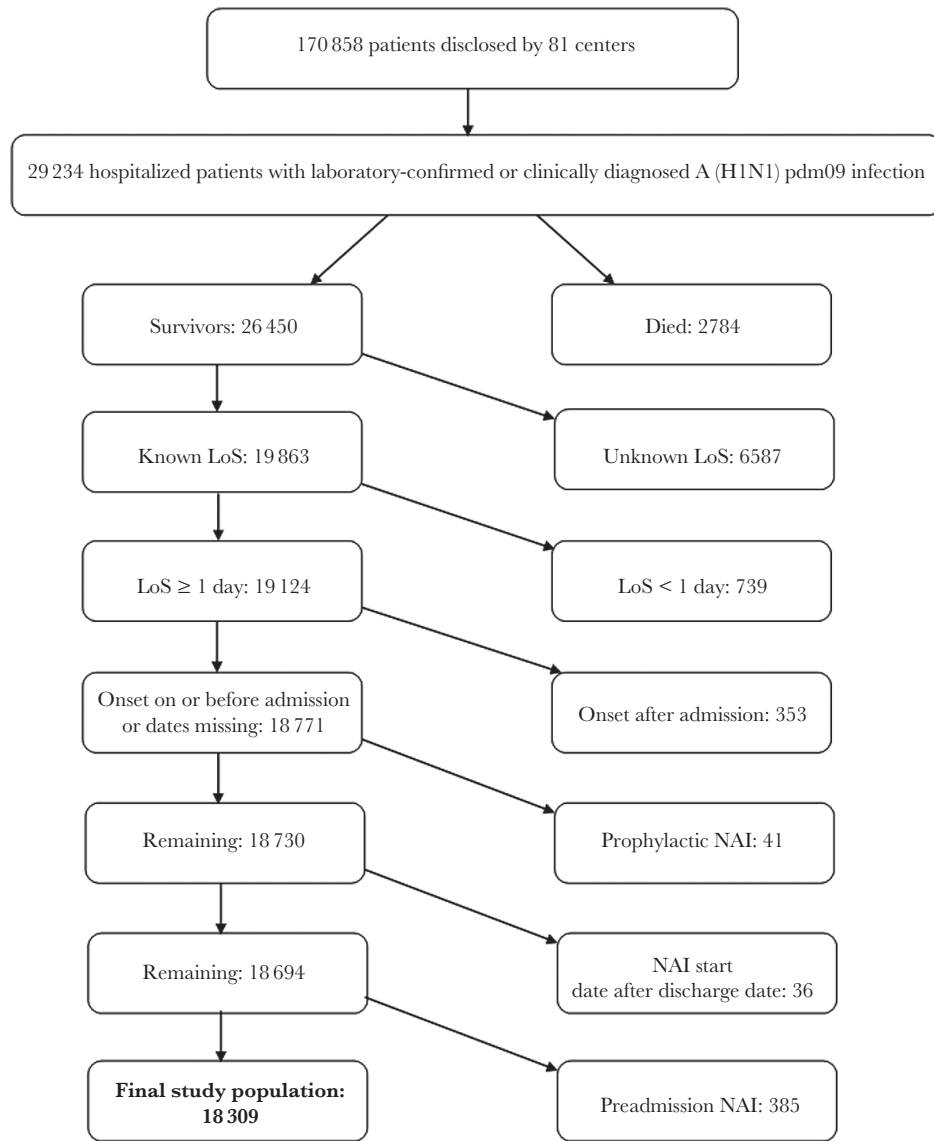 170 858 patients disclosed by 81 centers
29 234 hospitalized patients with laboratory-confirmed or clinically diagnosed A (H1N1) pdm09 infection
Survivors: 26 450
Died: 2784
Known LoS: 19 863
Unknown LoS: 6587
LoS ≥ 1 day: 19 124
LoS < 1 day: 739
Onset on or before admission
or dates missing: 18 771
Onset after admission: 353
Remaining: 18 730
Prophylactic NAI: 41
Remaining: 18 694
NAI start
date after discharge date: 36
Final study population:
18 309
Preadmission NAI: 385